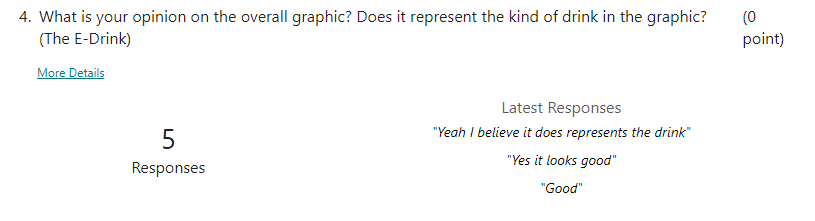 4. What is your opinion on the overall graphic? Does it represent the kind of drink in the graphic? (0
(The E-Drink) point)
More Details
Latest Responses
5
Responses
"Yeah I believe it does represents the drink"
"Yes it looks good"
"Good"